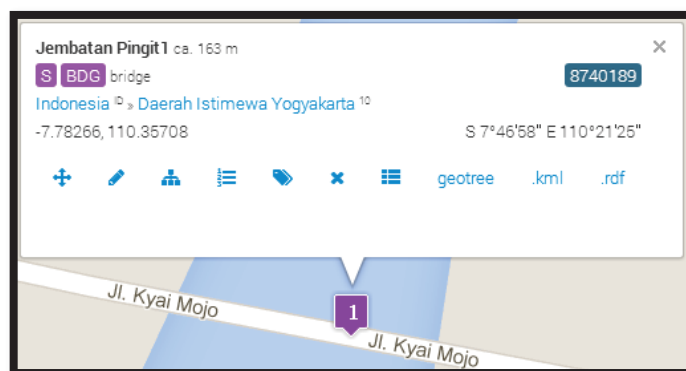 Jembatan Pingit1 ca. 163 m ×
S BDG bridge 8740189
Indonesia ID » Daerah Istimewa Yogyakarta 10
-7.78266, 110.35708 S 7°46'58" E 110°21'25"
geotree .kml .rdf
Jl. Kyai Mojo
1
Jl. Kyai Mojo